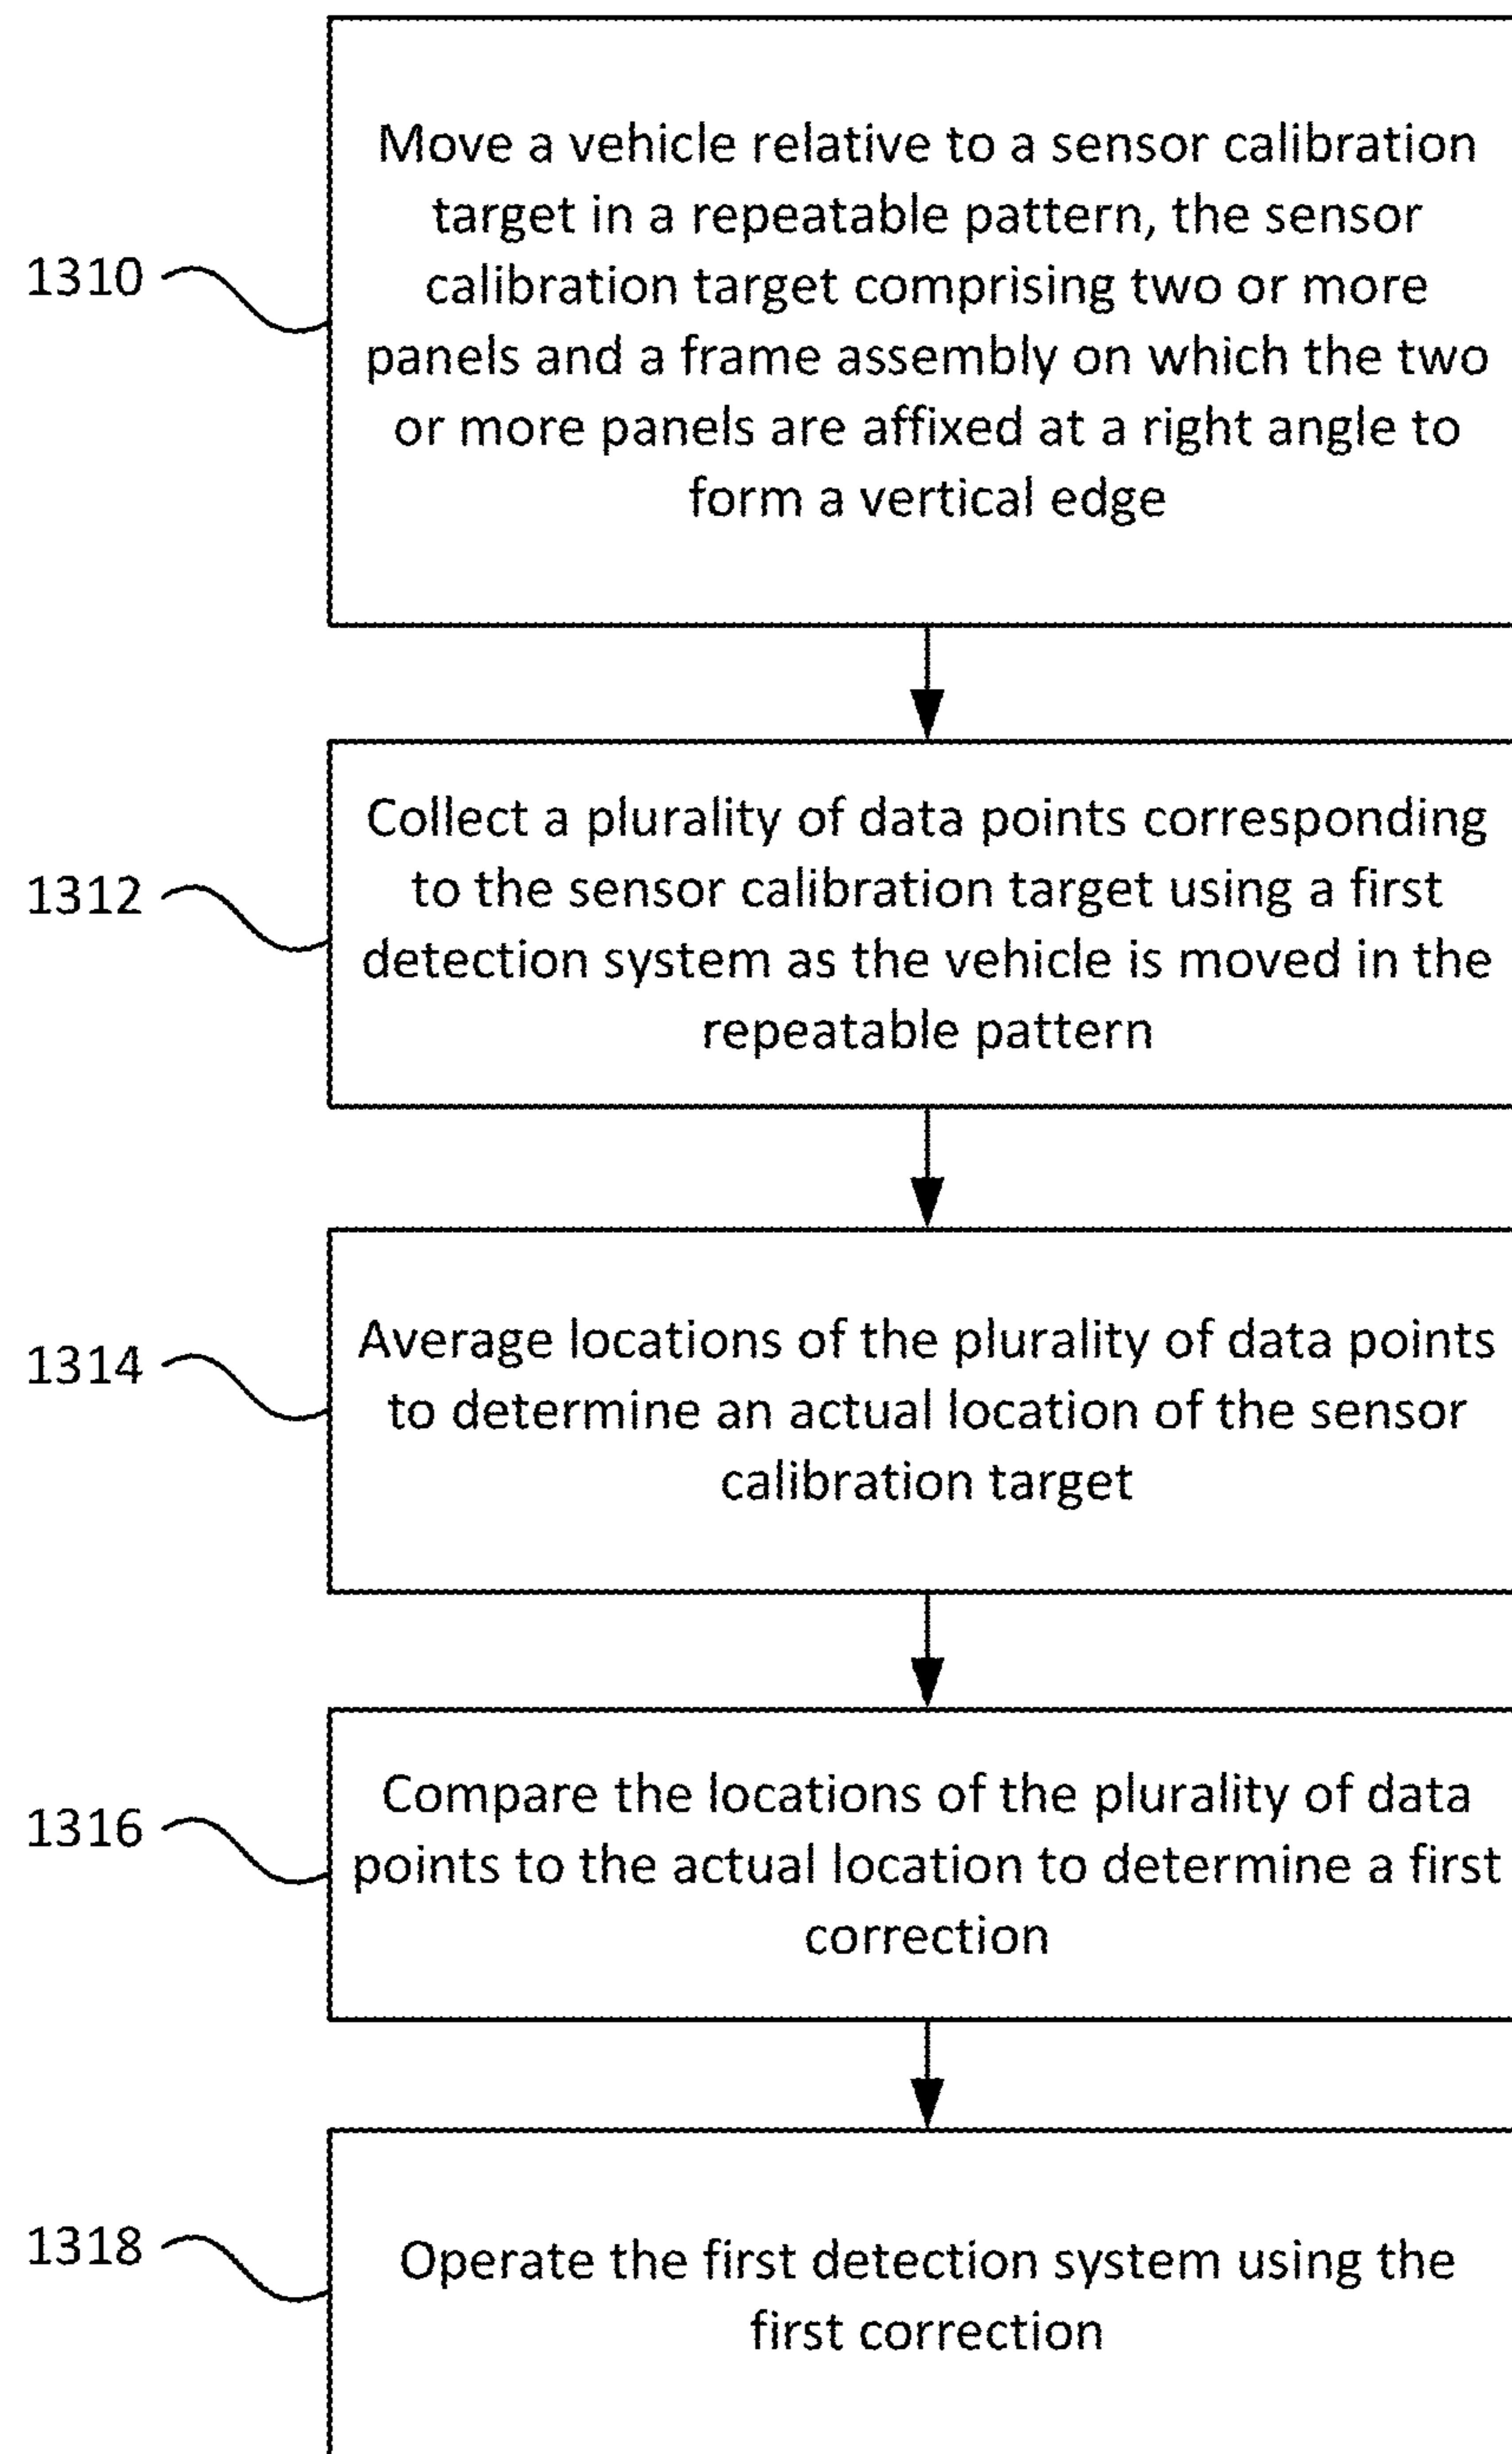 Move a vehicle relative to a sensor calibration
target in a repeatable pattern, the sensor
1310
calibration target comprising two or more
panels and a frame assembly on which the two
or more panels are affixed at a right angle to
form a vertical edge
Collect a plurality of data points corresponding
1312
to the sensor calibration target using a first
detection system as the vehicle is moved in the
repeatable pattern
Average locations of the plurality of data points
1314
to determine an actual location of the sensor
calibration target
Compare the locations of the plurality of data
1316
points to the actual location to determine a first
correction
1318
Operate the first detection system using the
first correction